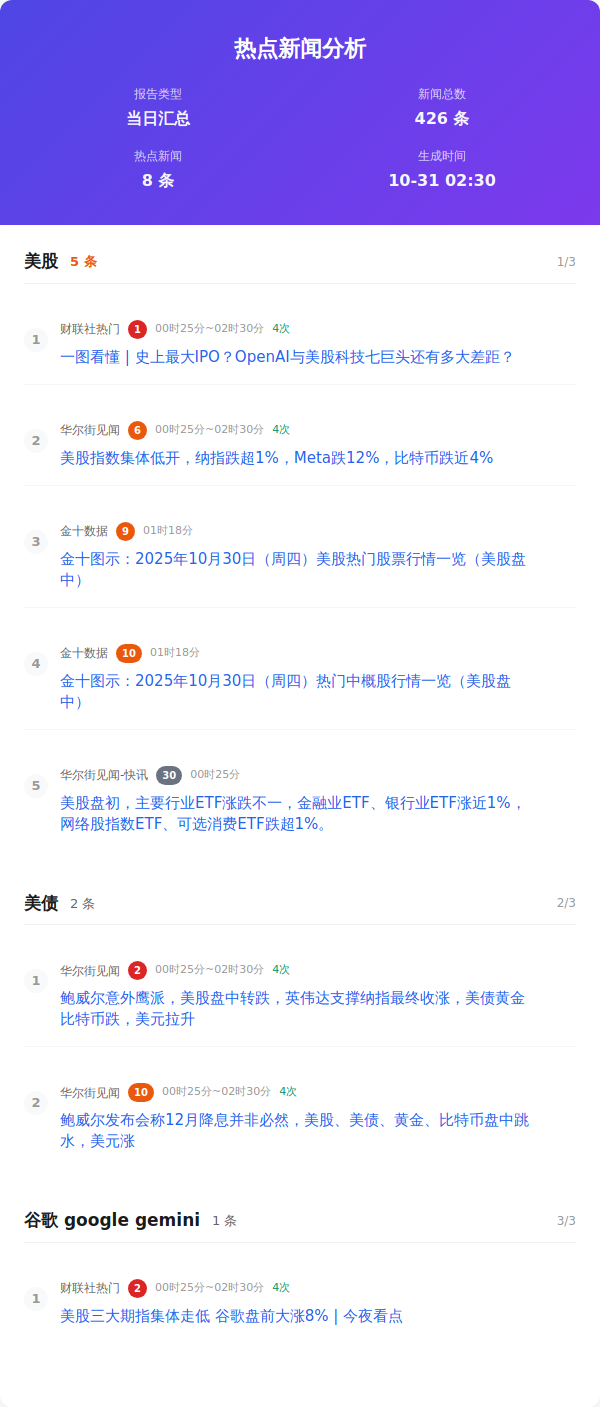 热点新闻分析
报告类型
新闻总数
当日汇总
426 条
热点新闻
生成时间
8 条
10-31 02:30
美股 5 条 1/3
1 财联社热门 1 00时25分~02时30分 4次
一图看懂 | 史上最大IPO？OpenAI与美股科技七巨头还有多大差距？
2 华尔街见闻 6 00时25分~02时30分 4次
美股指数集体低开，纳指跌超1%，Meta跌12%，比特币跌近4%
3 金十数据 9 01时18分
金十图示：2025年10月30日（周四）美股热门股票行情一览（美股盘
中）
4 金十数据 10 01时18分
金十图示：2025年10月30日（周四）热门中概股行情一览（美股盘
中）
5 华尔街见闻-快讯 30 00时25分
美股盘初，主要行业ETF涨跌不一，金融业ETF、银行业ETF涨近1%，
网络股指数ETF、可选消费ETF跌超1%。
美债 2 条 2/3
1 华尔街见闻 2 00时25分~02时30分 4次
鲍威尔意外鹰派，美股盘中转跌，英伟达支撑纳指最终收涨，美债黄金
比特币跌，美元拉升
2 华尔街见闻 10 00时25分~02时30分 4次
鲍威尔发布会称12月降息并非必然，美股、美债、黄金、比特币盘中跳
水，美元涨
谷歌 google gemini 1 条 3/3
1 财联社热门 2 00时25分~02时30分 4次
美股三大期指集体走低 谷歌盘前大涨8% | 今夜看点